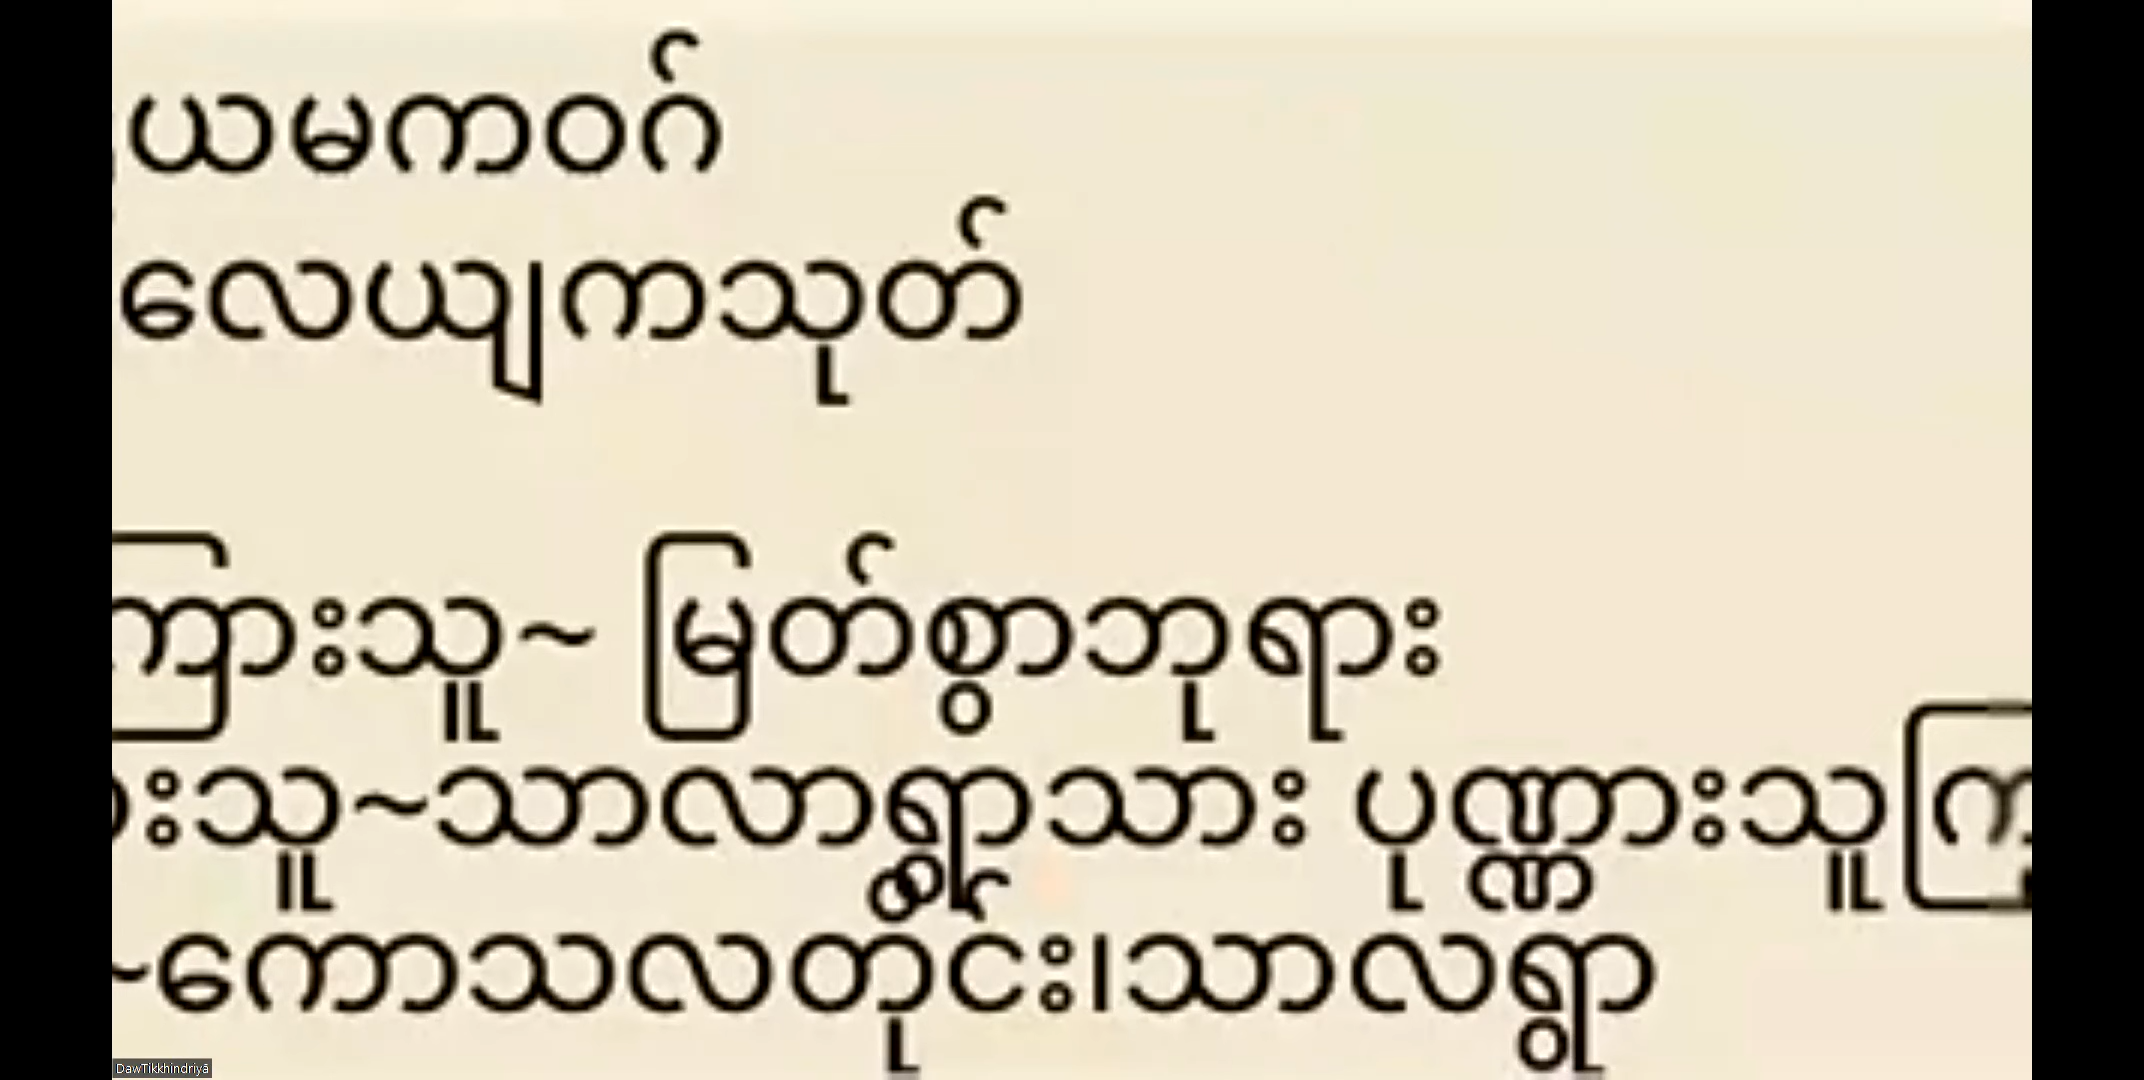 ယမကဝဂ်
လေယျကသုတ်
ကြားသူ~ မြတ်စွာဘုရား
းသူ~သာလာရွာသား ပုဏ္ဏားသူကြ
~ကောသလတိုင်း၊သာလရွာ
DawTikkhindriyā